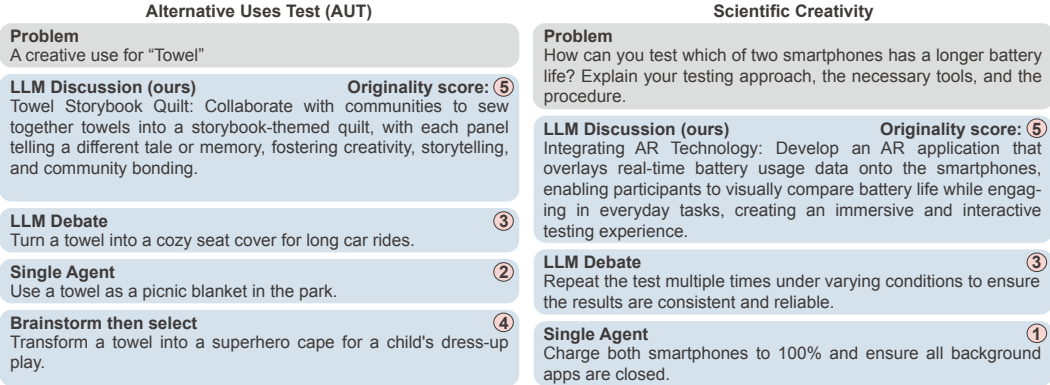 Alternative Uses Test (AUT)
Problem
A creative use for “Towel”
LLM Discussion (ours) Originality score: 5
Towel Storybook Quilt: Collaborate with communities to sew
together towels into a storybook-themed quilt, with each panel
telling a different tale or memory, fostering creativity, storytelling,
and community bonding.
LLM Debate 3
Turn a towel into a cozy seat cover for long car rides.
Single Agent 2
Use a towel as a picnic blanket in the park.
Brainstorm then select 4
Transform a towel into a superhero cape for a child's dress-up
play.
Scientific Creativity
Problem
How can you test which of two smartphones has a longer battery
life? Explain your testing approach, the necessary tools, and the
procedure.
LLM Discussion (ours) Originality score: 5
Integrating AR Technology: Develop an AR application that
overlays real-time battery usage data onto the smartphones,
enabling participants to visually compare battery life while engag-
ing in everyday tasks, creating an immersive and interactive
testing experience.
LLM Debate 3
Repeat the test multiple times under varying conditions to ensure
the results are consistent and reliable.
Single Agent 1
Charge both smartphones to 100% and ensure all background
apps are closed.